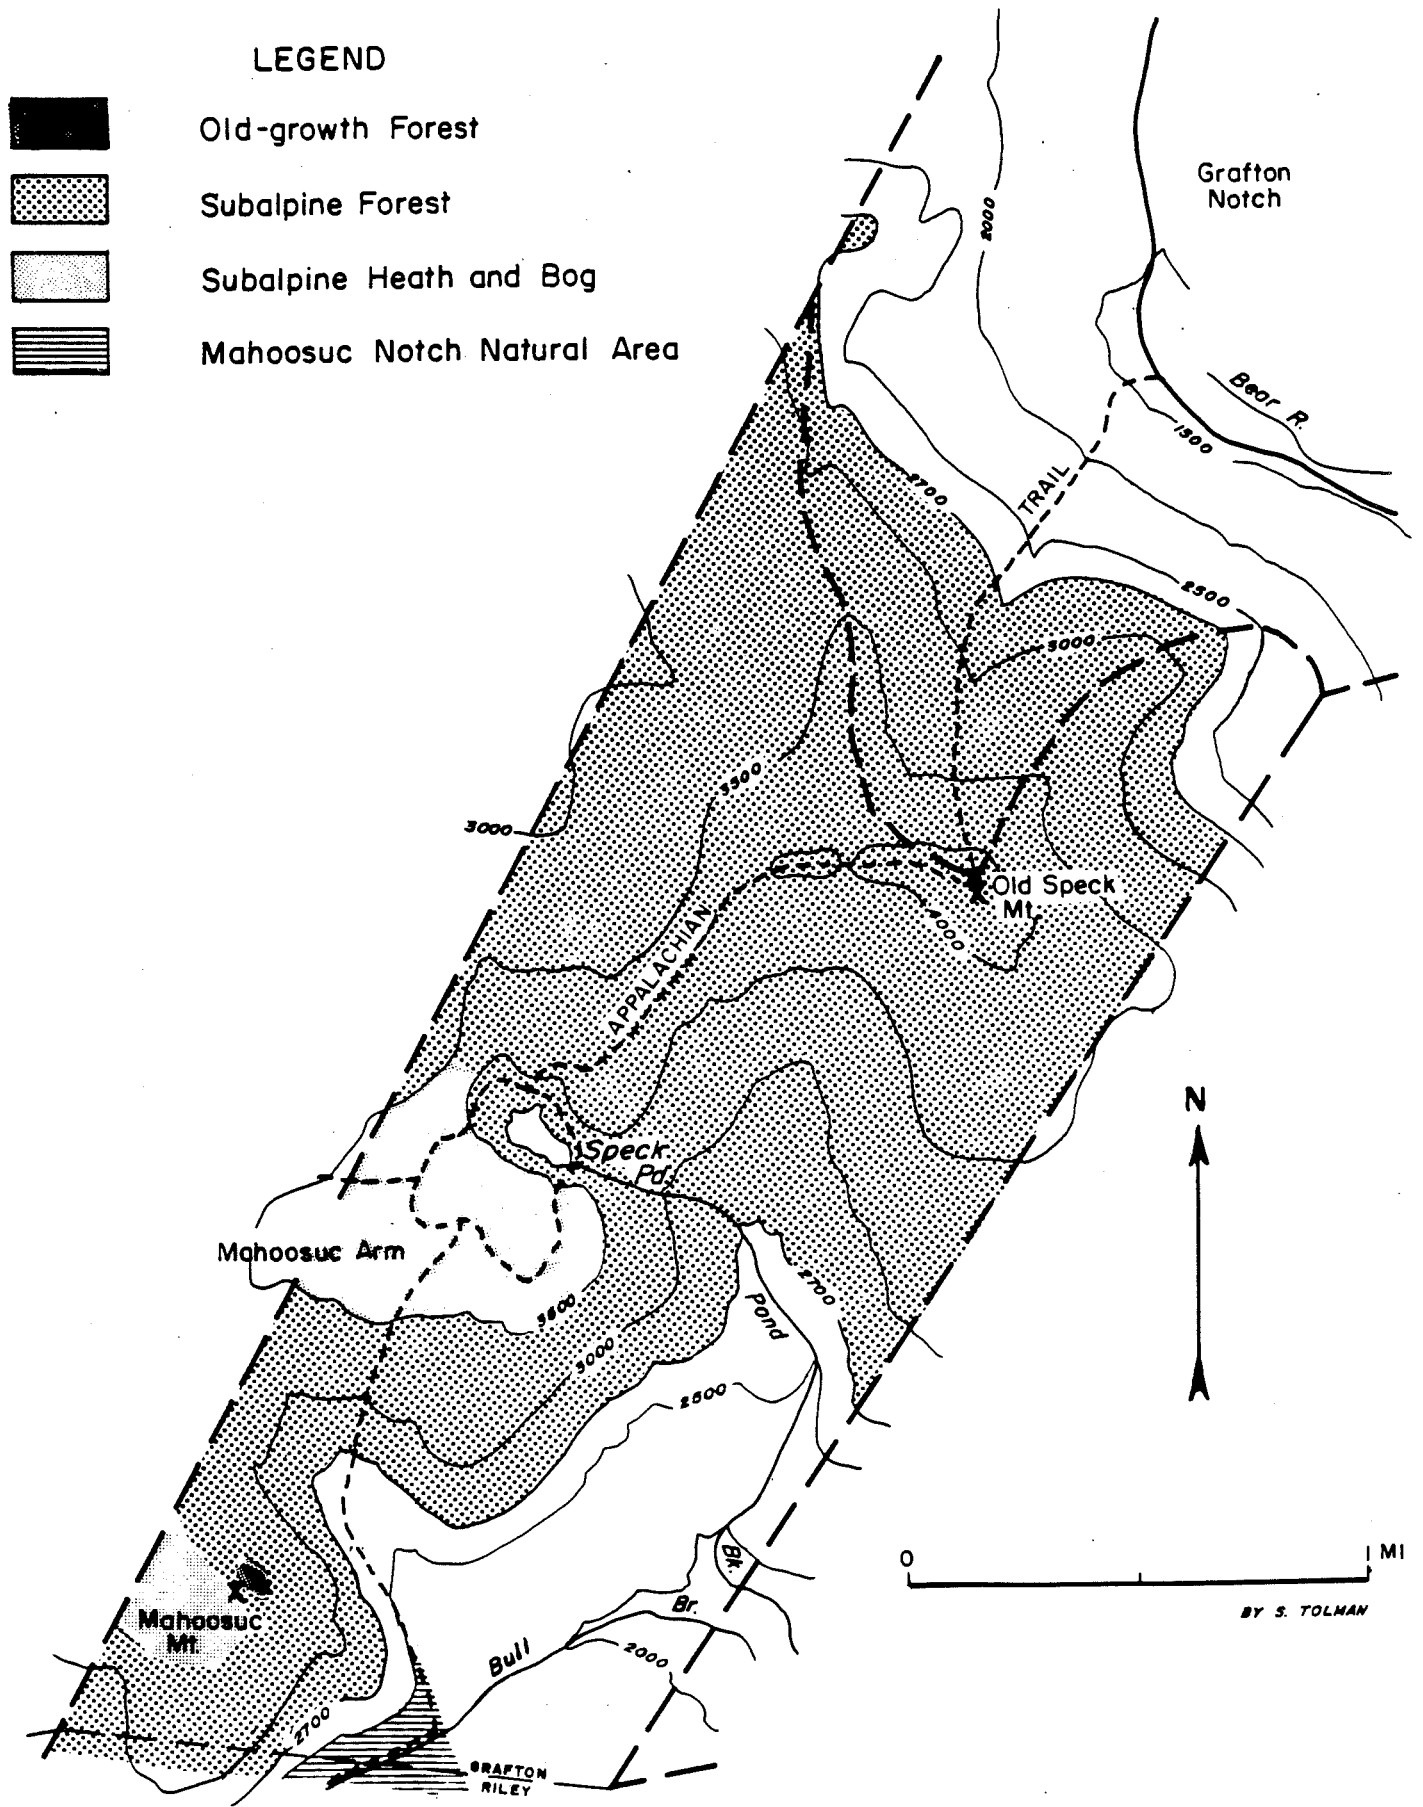 LEGEND
Old-growth Forest
Subalpine Forest
Subalpine Heath and Bog
Mahoosuc Notch Natural Area
Grafton
Notch
2000
Bear R.
1500
TRAIL
2700
2500
3000
3500
3000
Old Speck
Mt.
4000
APPALACHIAN
N
Speck
Pd.
Mahoosuc Arm
2700
Pond
3500
3000
2500
0
1 MI
Bk.
BY S. TOLMAN
Br.
Mahoosuc
Mt.
Bull
2000
2700
GRAFTON
RILEY